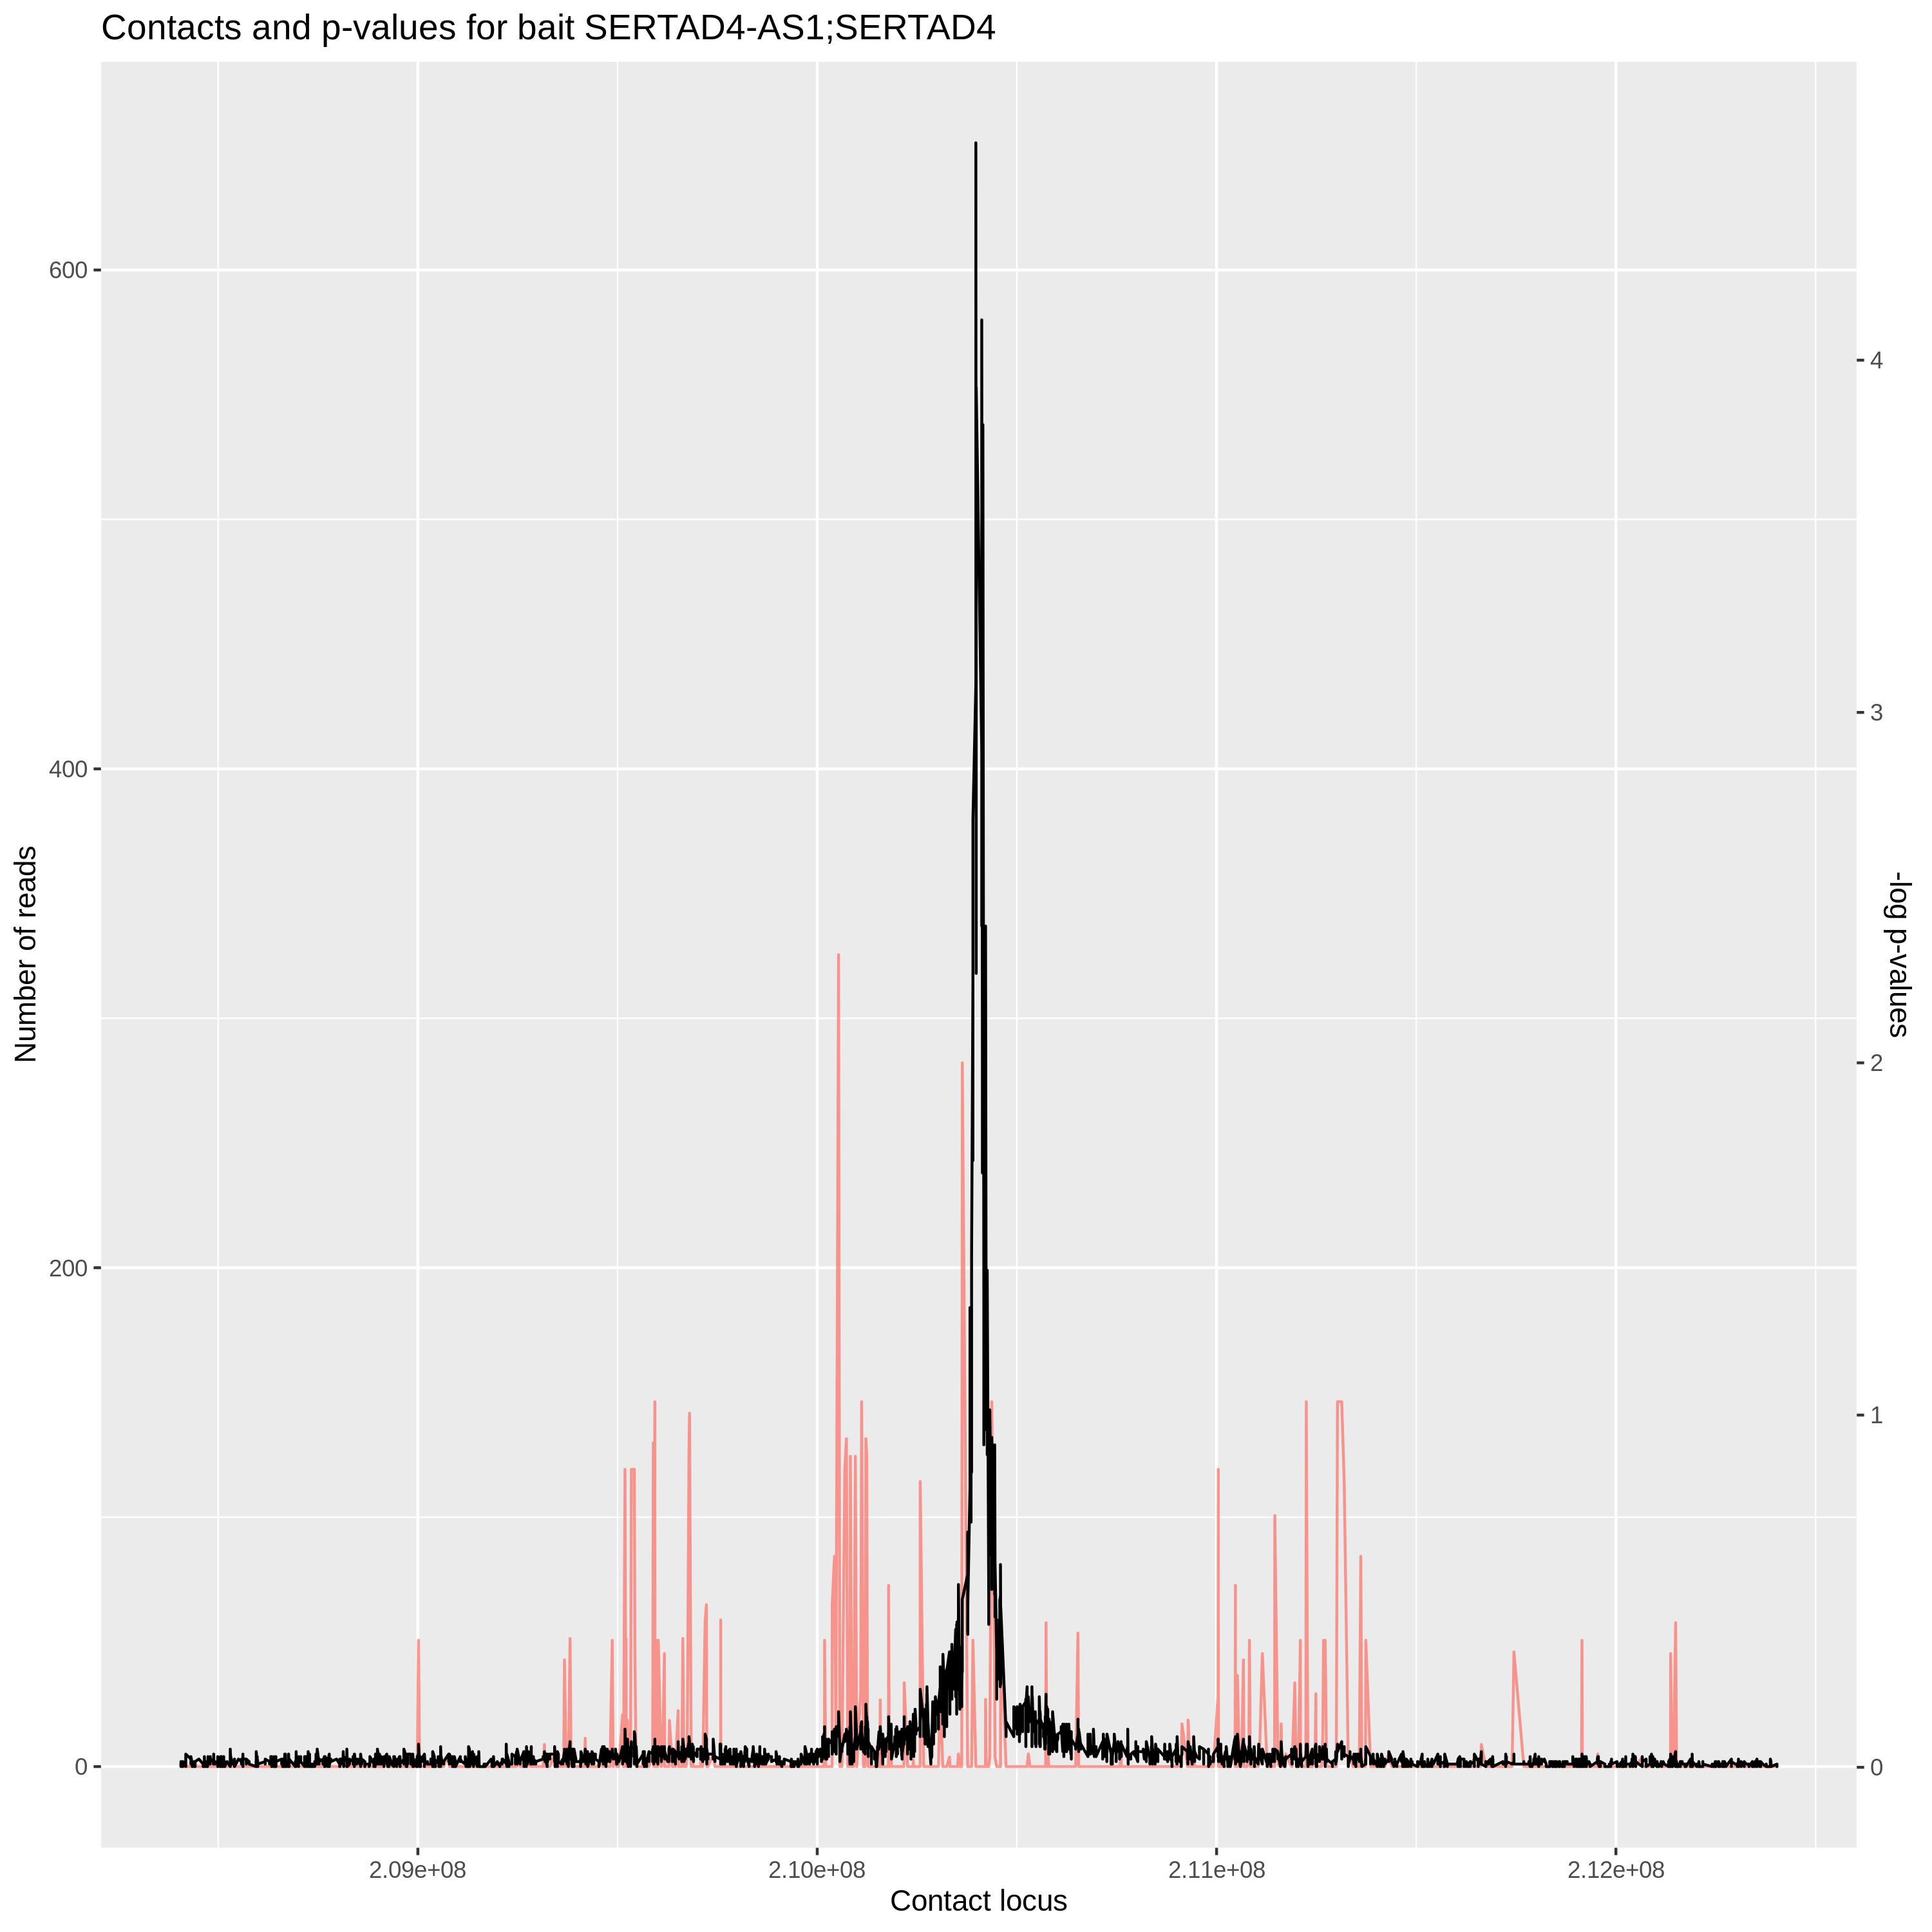 Contacts and p-values for bait SERTAD4-AS1;SERTAD4
600
400
200
0
Number of reads
4
3
2
1
0
-log p-values
2.09e+08
2.10e+08
2.11e+08
2.12e+08
Contact locus